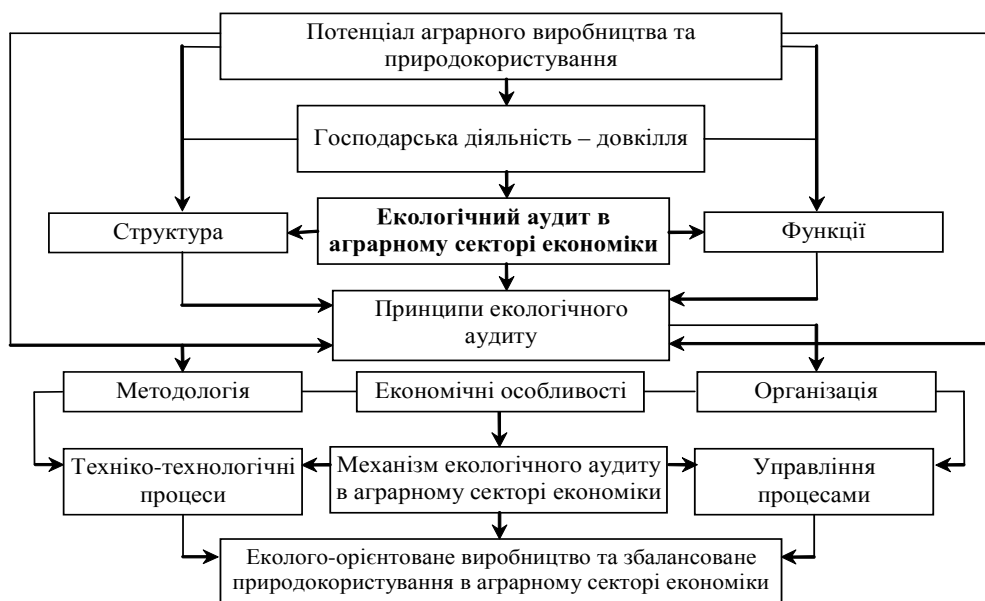 Потенціал аграрного виробництва та
природокористування
Господарська діяльність – довкілля
Структура
Екологічний аудит в
аграрному секторі економіки
Функції
Принципи екологічного
аудиту
Методологія
Економічні особливості
Організація
Техніко-технологічні
процеси
Механізм екологічного аудиту
в аграрному секторі економіки
Управління
процесами
Еколого-орієнтоване виробництво та збалансоване
природокористування в аграрному секторі економіки